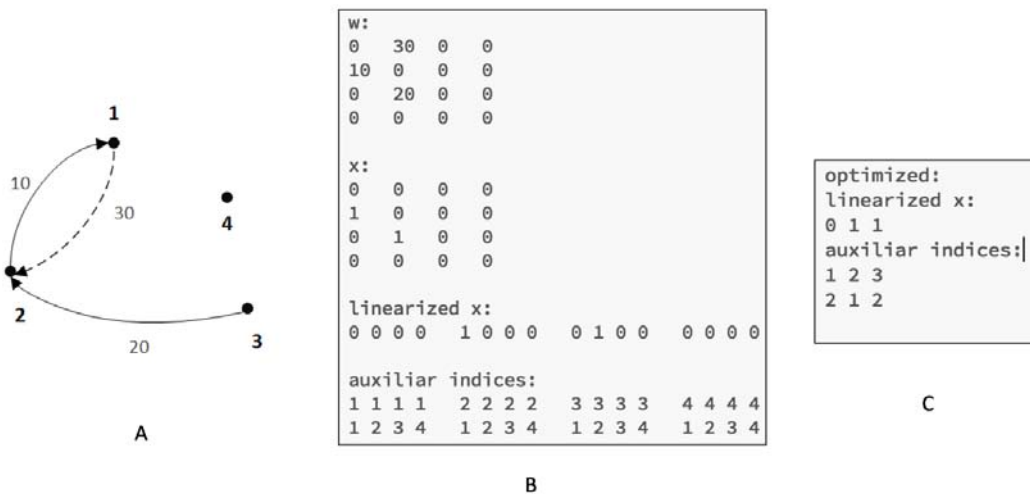 1
10
30
4
2
3
20
A
w:
0 30 0 0
10 0 0 0
0 20 0 0
0 0 0 0
x:
0 0 0 0
1 0 0 0
0 1 0 0
0 0 0 0
linearized x:
0 0 0 0 1 0 0 0 0 1 0 0 0 0 0 0
auxiliar indices:
1 1 1 1 2 2 2 2 3 3 3 3 4 4 4 4
1 2 3 4 1 2 3 4 1 2 3 4 1 2 3 4
B
optimized:
linearized x:
0 1 1
auxiliar indices:
1 2 3
2 1 2
C